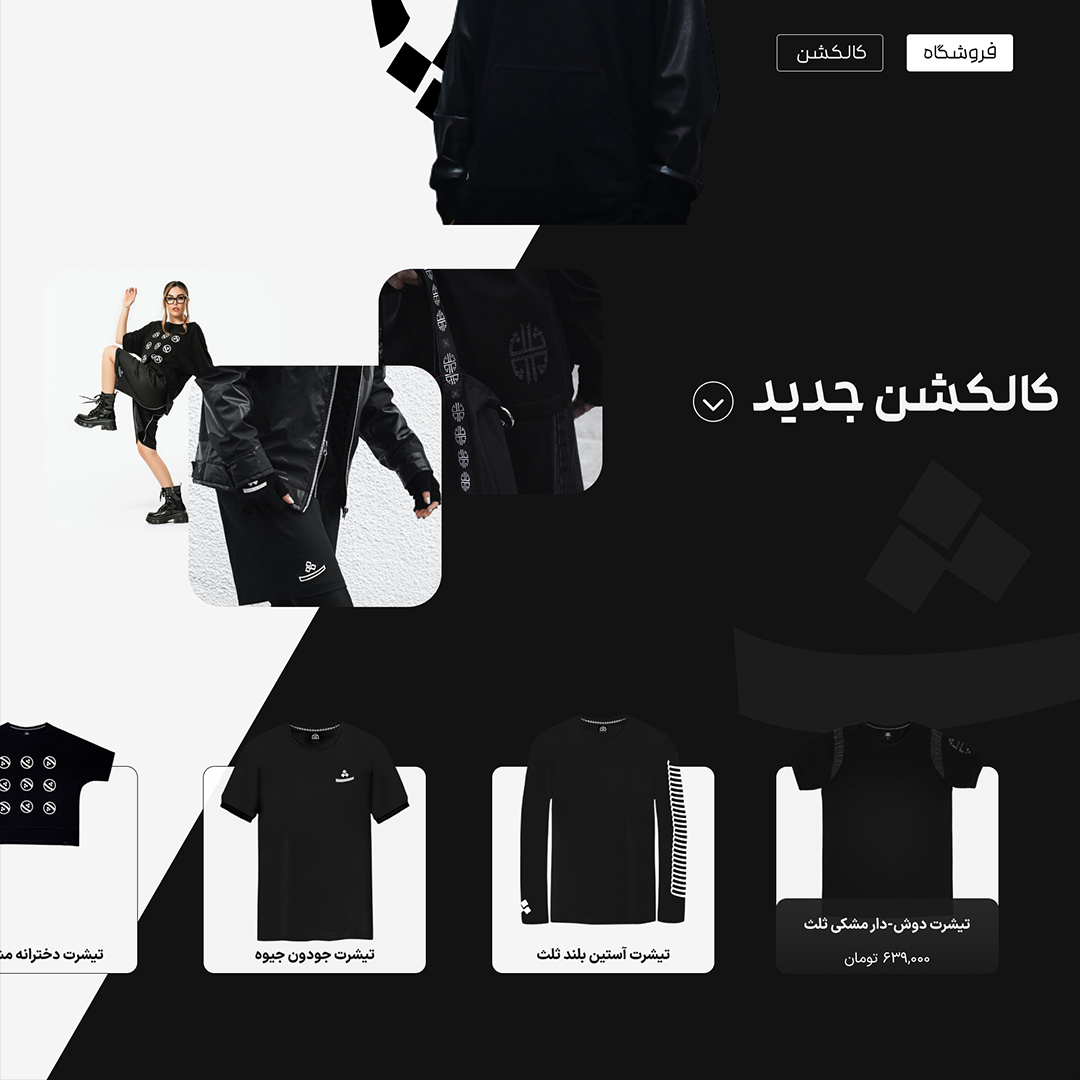 فروشگاه
کالکشن
کالکشن جدید
تیشرت دوش-دار مشکی ثلث
۶۳۹,۰۰۰ تومان
تیشرت آستین بلند ثلث
تیشرت جودون جیوه
تیشرت دخترانه